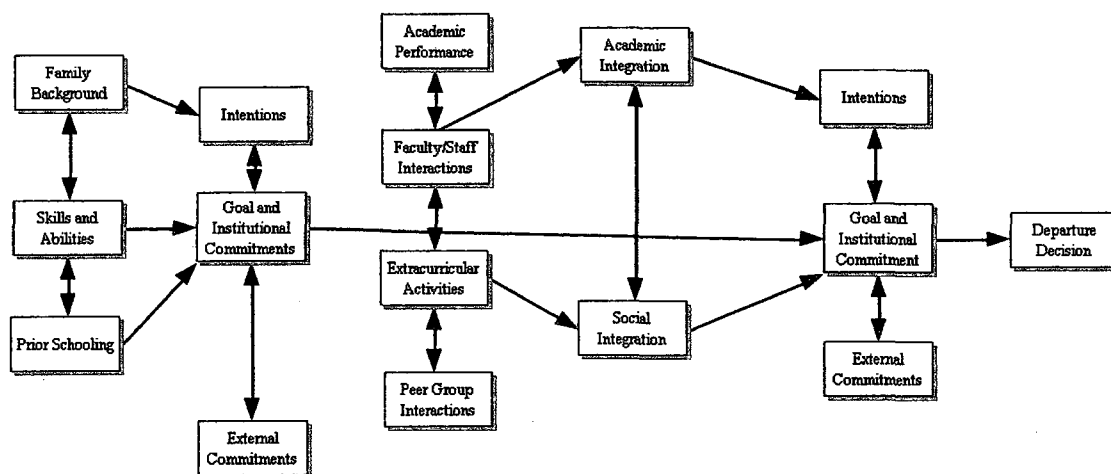 Family
Background
Skills and
Abilities
Prior Schooling
Intentions
Goal and
Institutional
Commitments
External
Commitments
Academic
Performance
Faculty/Staff
Interactions
Extracurricular
Activities
Peer Group
Interactions
Academic
Integration
Social
Integration
Intentions
Goal and
Institutional
Commitment
External
Commitments
Departure
Decision